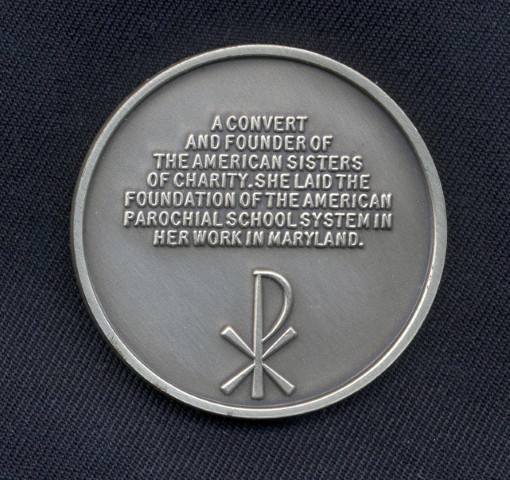 A CONVERT
AND FOUNDER OF
THE AMERICAN SISTERS
OF CHARITY. SHE LAID THE
FOUNDATION OF THE AMERICAN
PAROCHIAL SCHOOL SYSTEM IN
HER WORK IN MARYLAND.